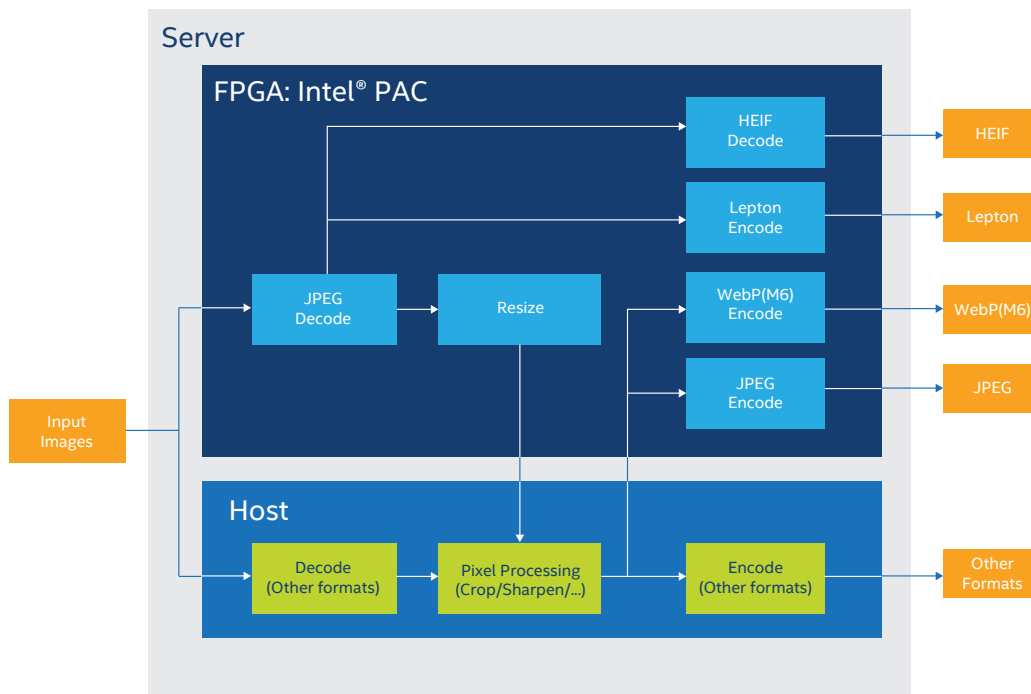 Server
FPGA: Intel® PAC
HEIF
Decode
HEIF
Lepton
Encode
Lepton
JPEG
Decode
Resize
WebP(M6)
Encode
WebP(M6)
JPEG
Encode
JPEG
Input
Images
Host
Decode
(Other formats)
Pixel Processing
(Crop/Sharpen/...)
Encode
(Other formats)
Other
Formats